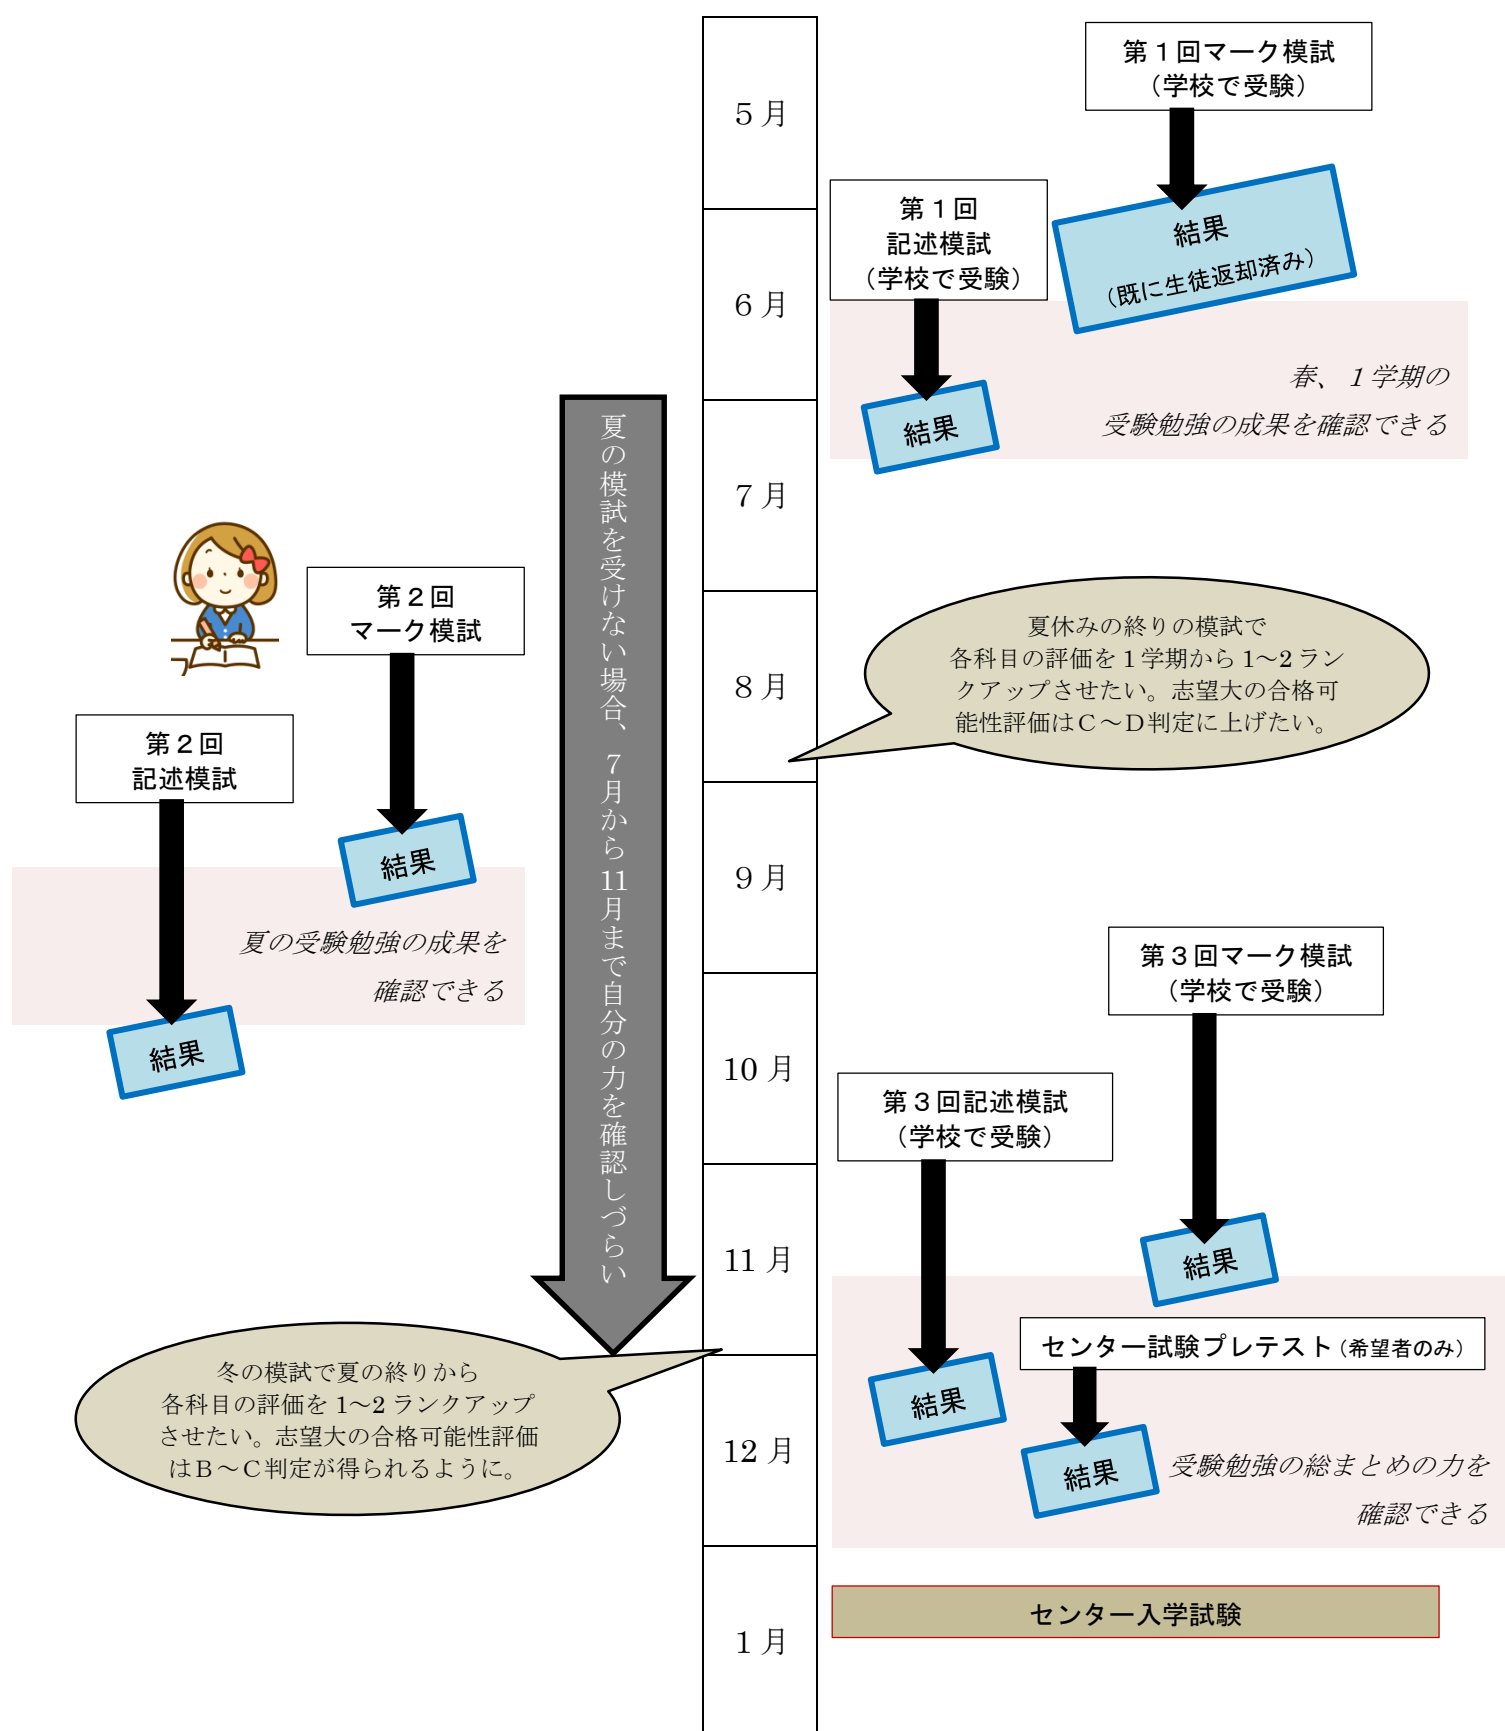 5月
6月
7月
8月
9月
10月
11月
12月
1月
第1回マーク模試
（学校で受験）
結果
（既に生徒返却済み）
第1回
記述模試
（学校で受験）
結果
春、1学期の
受験勉強の成果を確認できる
夏の模試を受けない場合、7月から11月まで自分の力を確認しづらい
第2回
マーク模試
結果
第2回
記述模試
結果
夏の受験勉強の成果を
確認できる
夏休みの終りの模試で
各科目の評価を1学期から1～2ラン
クアップさせたい。志望大の合格可
能性評価はC～D判定に上げたい。
第3回マーク模試
（学校で受験）
結果
第3回記述模試
（学校で受験）
結果
センター試験プレテスト（希望者のみ）
結果
受験勉強の総まとめの力を
確認できる
冬の模試で夏の終りから
各科目の評価を1～2ランクアップ
させたい。志望大の合格可能性評価
はB～C判定が得られるように。
センター入学試験